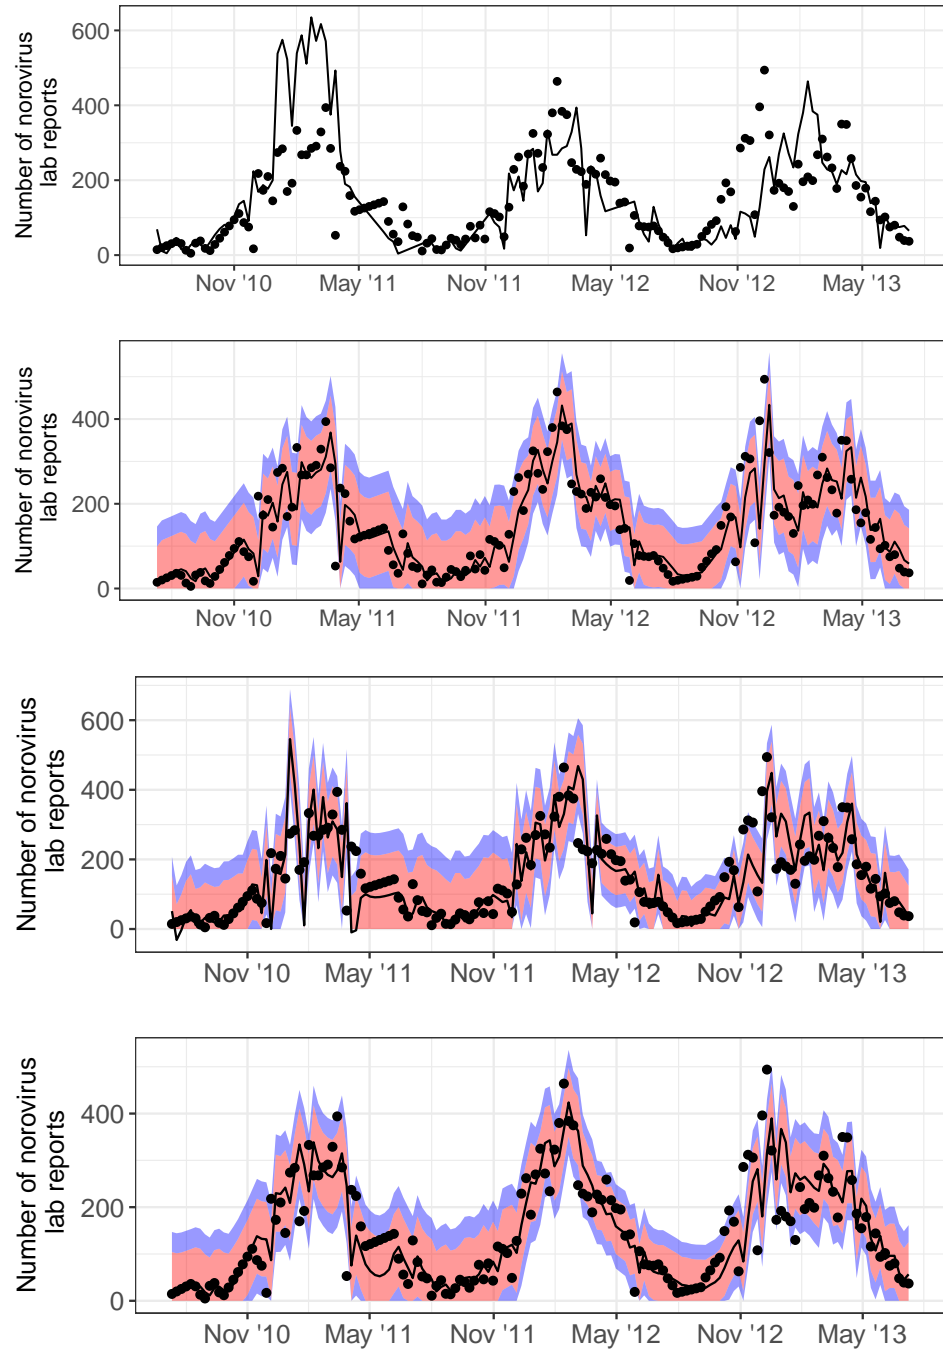 Number of norovirus
lab reports
600
400
200
0
Nov '10
May '11
Nov '11
May '12
Nov '12
May '13
Number of norovirus
lab reports
400
200
0
Nov '10
May '11
Nov '11
May '12
Nov '12
May '13
Number of norovirus
lab reports
600
400
200
0
Nov '10
May '11
Nov '11
May '12
Nov '12
May '13
Number of norovirus
lab reports
400
200
0
Nov '10
May '11
Nov '11
May '12
Nov '12
May '13